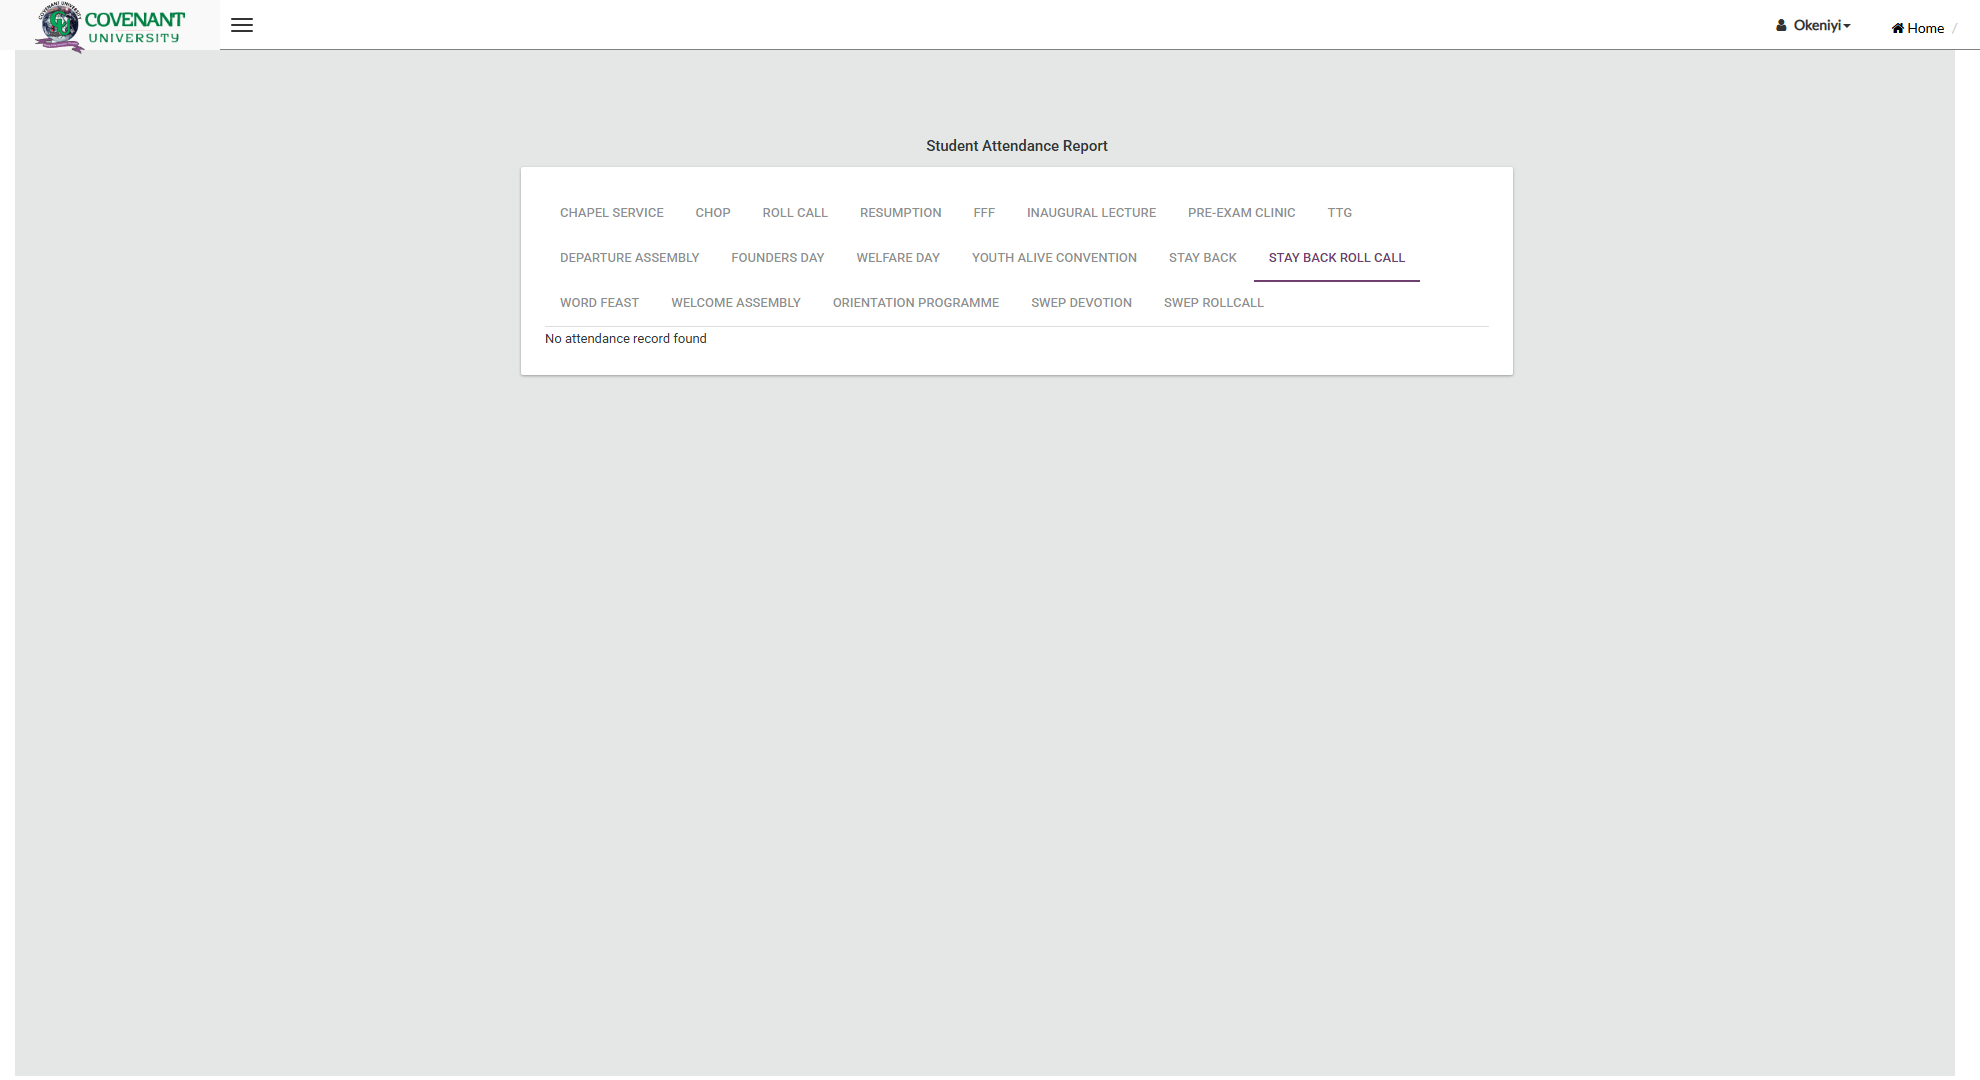 COVENANT UNIVERSITY
COVENANT
UNIVERSITY
Okeniyi
Home /
Student Attendance Report
CHAPEL SERVICE CHOP ROLL CALL RESUMPTION FFF INAUGURAL LECTURE PRE-EXAM CLINIC TTG
DEPARTURE ASSEMBLY FOUNDERS DAY WELFARE DAY YOUTH ALIVE CONVENTION STAY BACK STAY BACK ROLL CALL
WORD FEAST WELCOME ASSEMBLY ORIENTATION PROGRAMME SWEP DEVOTION SWEP ROLLCALL
No attendance record found